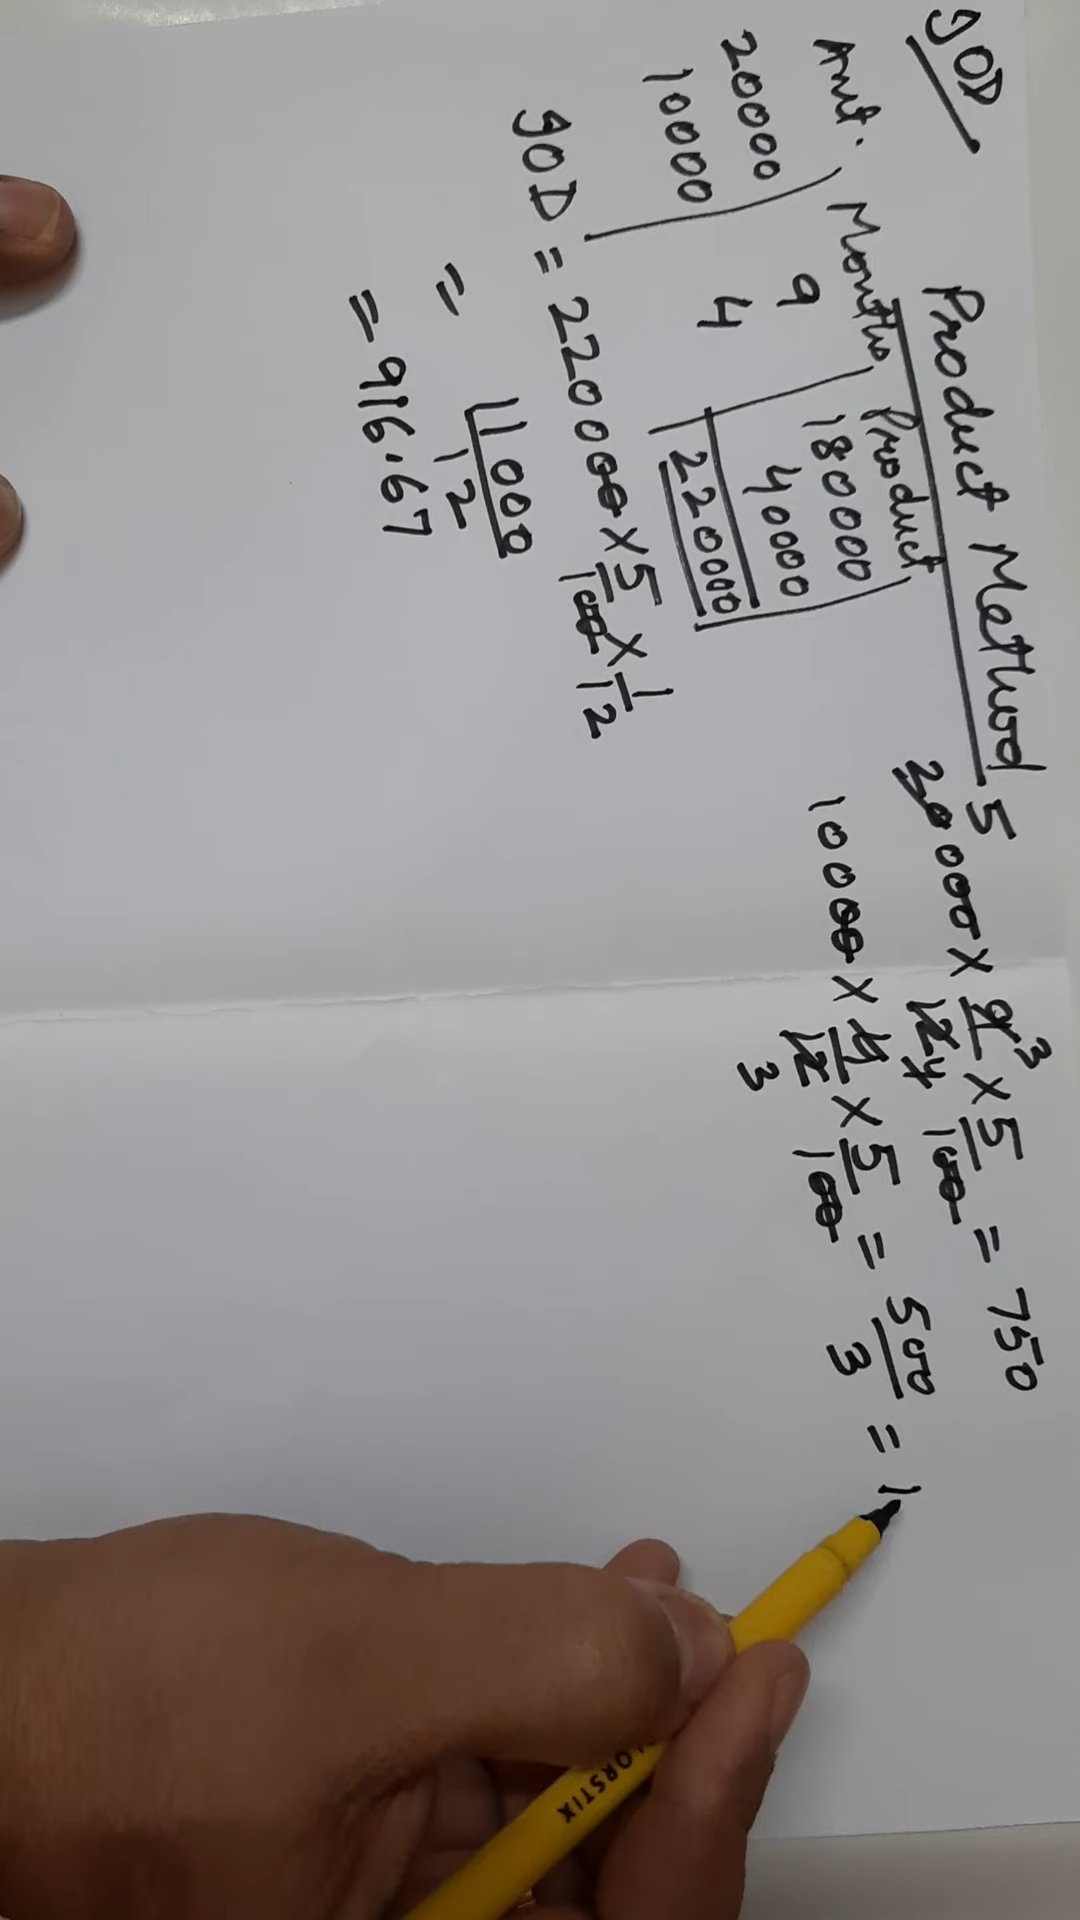 IOD
Product Method
Amt. Months Product
20000 9 180000
10000 4 40000
220000
IOD = 220000 × 5/100 × 1/12
= 11000/12
= 916.67
5
20000 × 9/12 × 5/100 = 750
3
4
10000 × 4/12 × 5/100 = 500/3 = 1
3
COLORSTIX